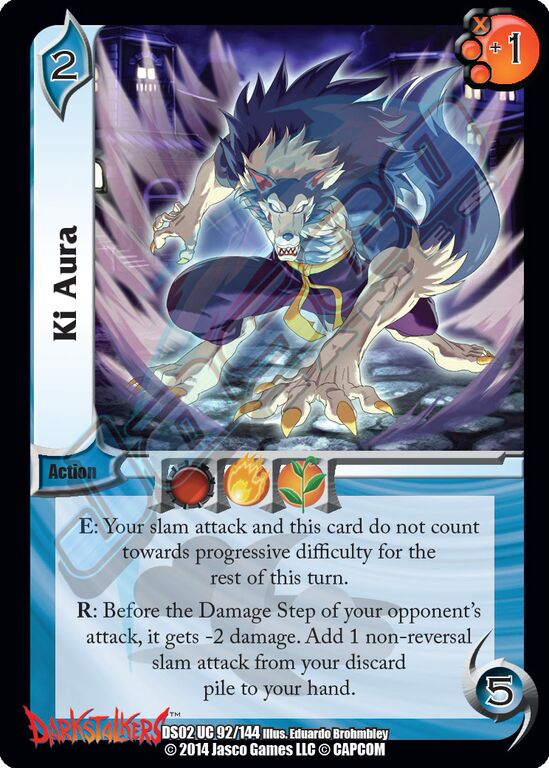 2
X
+1
Ki Aura
Action
E: Your slam attack and this card do not count
towards progressive difficulty for the
rest of this turn.
R: Before the Damage Step of your opponent's
attack, it gets -2 damage. Add 1 non-reversal
slam attack from your discard
pile to your hand.
5
DARKSTALKERS™
DS02 UC 92/144 Illus. Eduardo Brohmbley
© 2014 Jasco Games LLC © CAPCOM